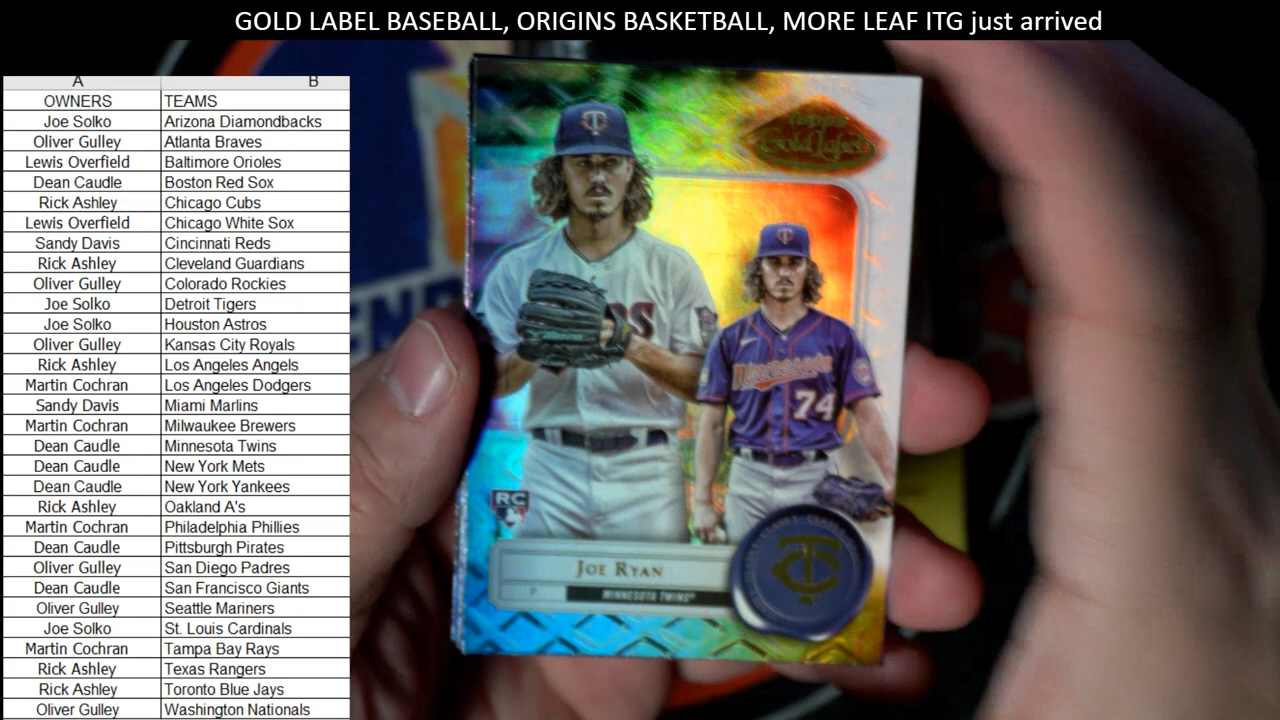 GOLD LABEL BASEBALL, ORIGINS BASKETBALL, MORE LEAF ITG just arrived
A B
OWNERS TEAMS
Joe Solko Arizona Diamondbacks
Oliver Gulley Atlanta Braves
Lewis Overfield Baltimore Orioles
Dean Caudle Boston Red Sox
Rick Ashley Chicago Cubs
Lewis Overfield Chicago White Sox
Sandy Davis Cincinnati Reds
Rick Ashley Cleveland Guardians
Oliver Gulley Colorado Rockies
Joe Solko Detroit Tigers
Joe Solko Houston Astros
Oliver Gulley Kansas City Royals
Rick Ashley Los Angeles Angels
Martin Cochran Los Angeles Dodgers
Sandy Davis Miami Marlins
Martin Cochran Milwaukee Brewers
Dean Caudle Minnesota Twins
Dean Caudle New York Mets
Dean Caudle New York Yankees
Rick Ashley Oakland A's
Martin Cochran Philadelphia Phillies
Dean Caudle Pittsburgh Pirates
Oliver Gulley San Diego Padres
Dean Caudle San Francisco Giants
Oliver Gulley Seattle Mariners
Joe Solko St. Louis Cardinals
Martin Cochran Tampa Bay Rays
Rick Ashley Texas Rangers
Rick Ashley Toronto Blue Jays
Oliver Gulley Washington Nationals
Topps
Gold Label
Minnesota
74
RC
JOE RYAN
P MINNESOTA TWINS
TC